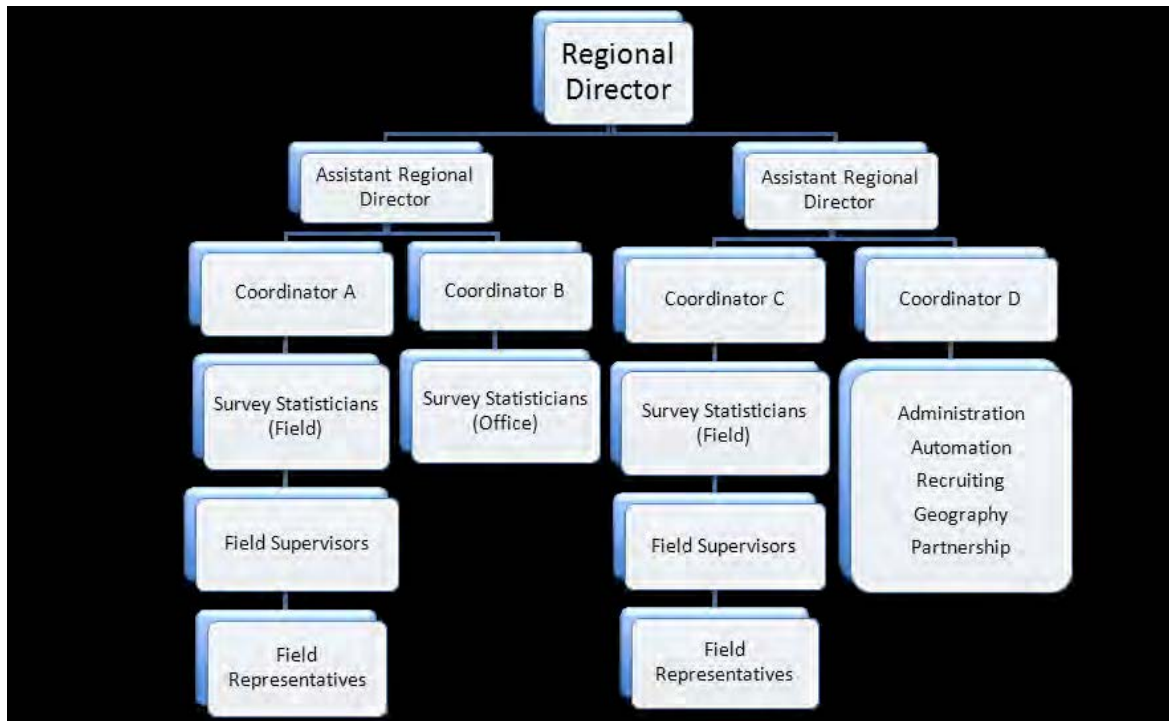 Regional
Director
Assistant Regional
Director
Assistant Regional
Director
Coordinator A
Coordinator B
Coordinator C
Coordinator D
Survey Statisticians
(Field)
Survey Statisticians
(Office)
Survey Statisticians
(Field)
Administration
Automation
Recruiting
Geography
Partnership
Field Supervisors
Field Supervisors
Field
Representatives
Field
Representatives